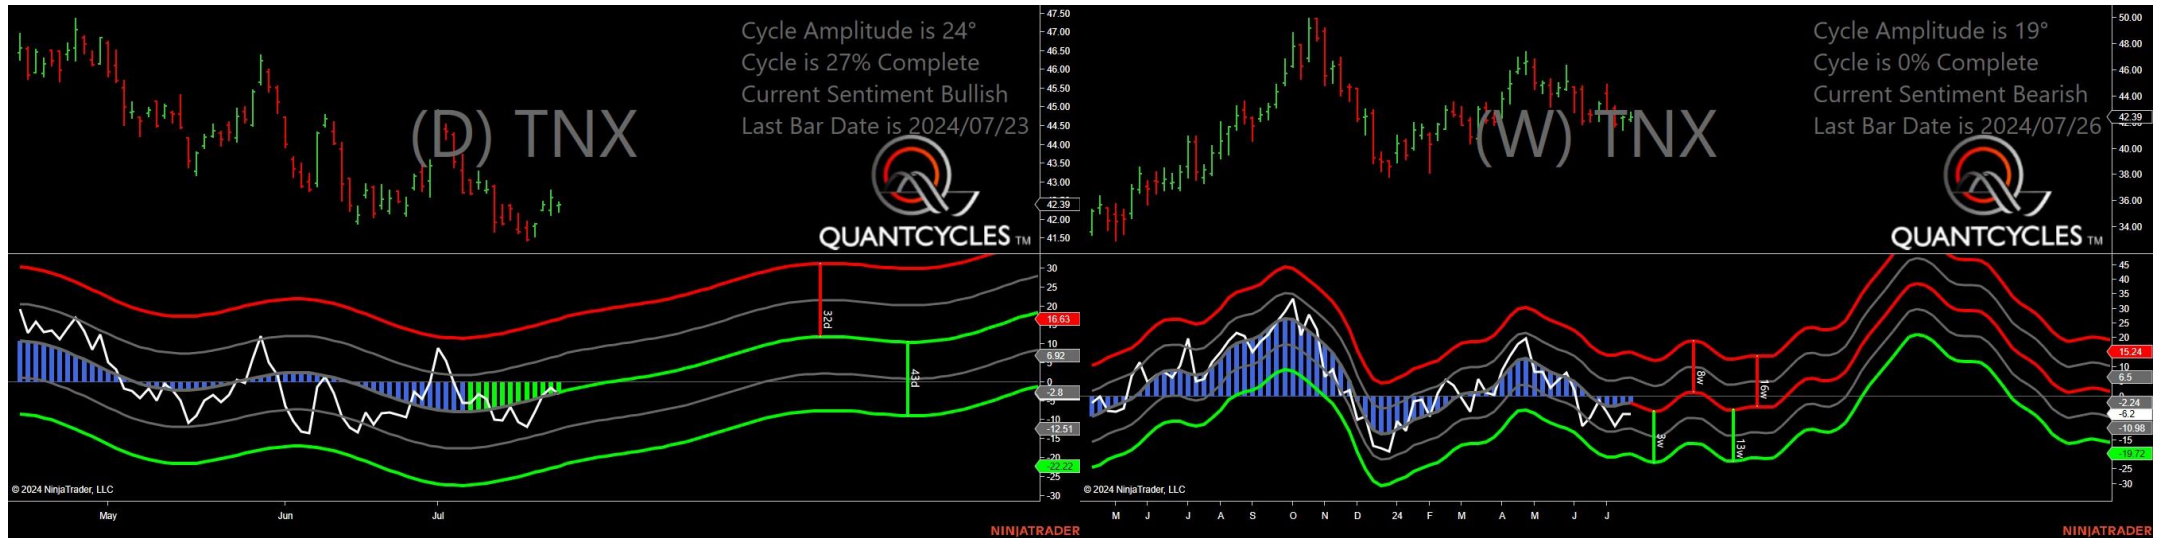 Cycle Amplitude is 24°
Cycle is 27% Complete
Current Sentiment Bullish
Last Bar Date is 2024/07/23
(D) TNX
QUANTCYCLES TM
47.50
47.00
46.50
46.00
45.50
45.00
44.50
44.00
43.50
43.00
42.39
42.00
41.50
30
25
20
16.63
10
6.92
0
-2.8
-5
-12.51
-15
-20
-22.22
-25
-30
32d
43d
© 2024 NinjaTrader, LLC
May
Jun
Jul
NINJATRADER
Cycle Amplitude is 19°
Cycle is 0% Complete
Current Sentiment Bearish
Last Bar Date is 2024/07/26
(W) TNX
QUANTCYCLES TM
50.00
48.00
46.00
44.00
42.39
40.00
38.00
36.00
34.00
45
40
35
30
25
20
15.24
10
6.5
-2.24
-6.2
-10.98
-15
-19.72
-25
-30
8w
16w
3w
13w
© 2024 NinjaTrader, LLC
M J J A S O N D 24 F M A M J J
NINJATRADER